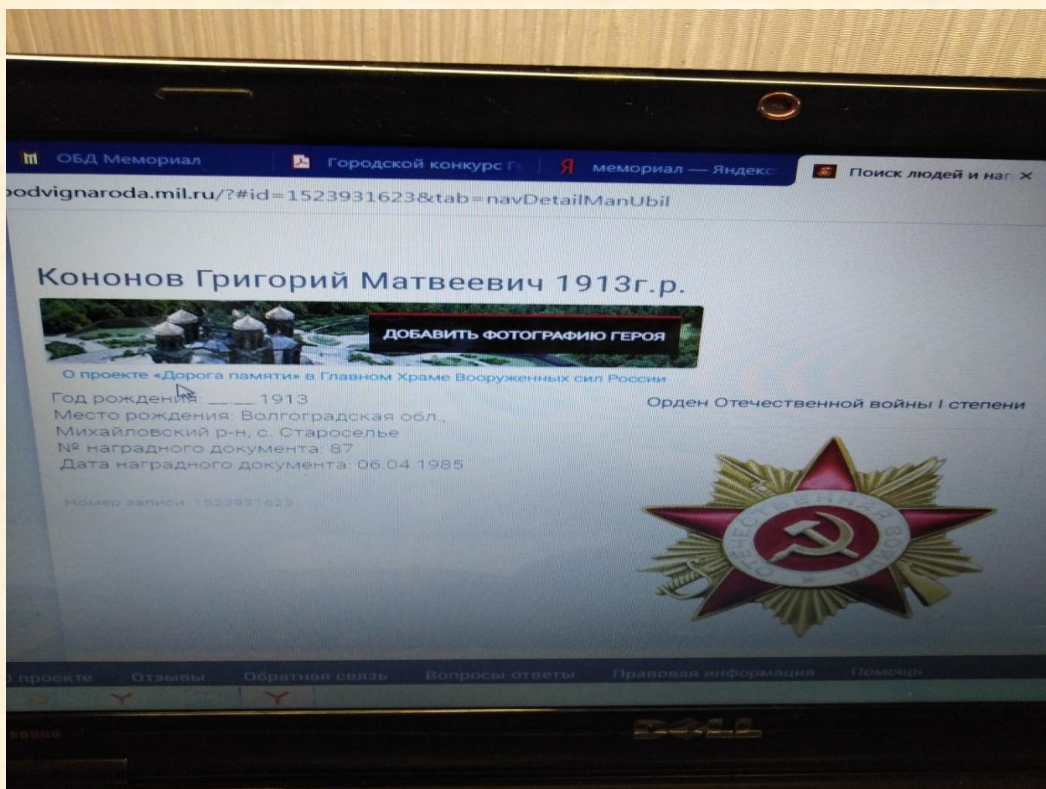 ОБД Мемориал
Городской конкурс
мемориал — Яндекс
Поиск людей и наг
podvignaroda.mil.ru/?#id=1523931623&tab=navDetailManUbil
Кононов Григорий Матвеевич 1913г.р.
ДОБАВИТЬ ФОТОГРАФИЮ ГЕРОЯ
О проекте «Дорога памяти» в Главном Храме Вооруженных сил России
Год рождения: __.__.1913
Место рождения: Волгоградская обл.,
Михайловский р-н, с. Староселье
№ наградного документа: 87
Дата наградного документа: 06.04.1985
Номер записи: 1523931623
Орден Отечественной войны I степени
ОТЕЧЕСТВЕННАЯ ВОЙНА
проекте Отзывы Обратная связь Вопросы-ответы Правовая информация Помощь
DELL